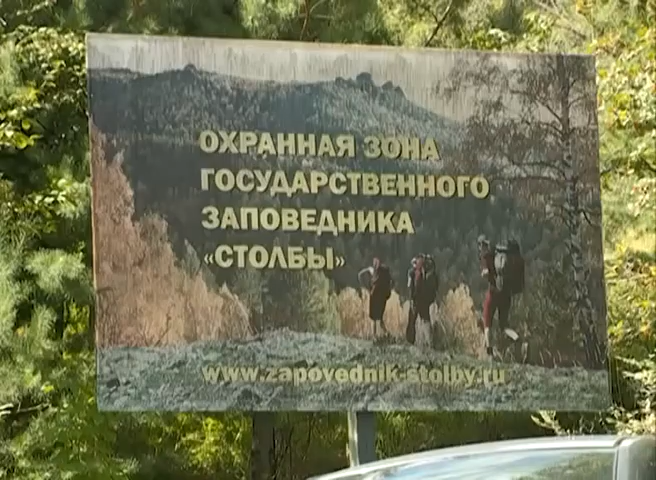 ОХРАННАЯ ЗОНА
ГОСУДАРСТВЕННОГО
ЗАПОВЕДНИКА
«СТОЛБЫ»
www.zapovednik-stolby.ru